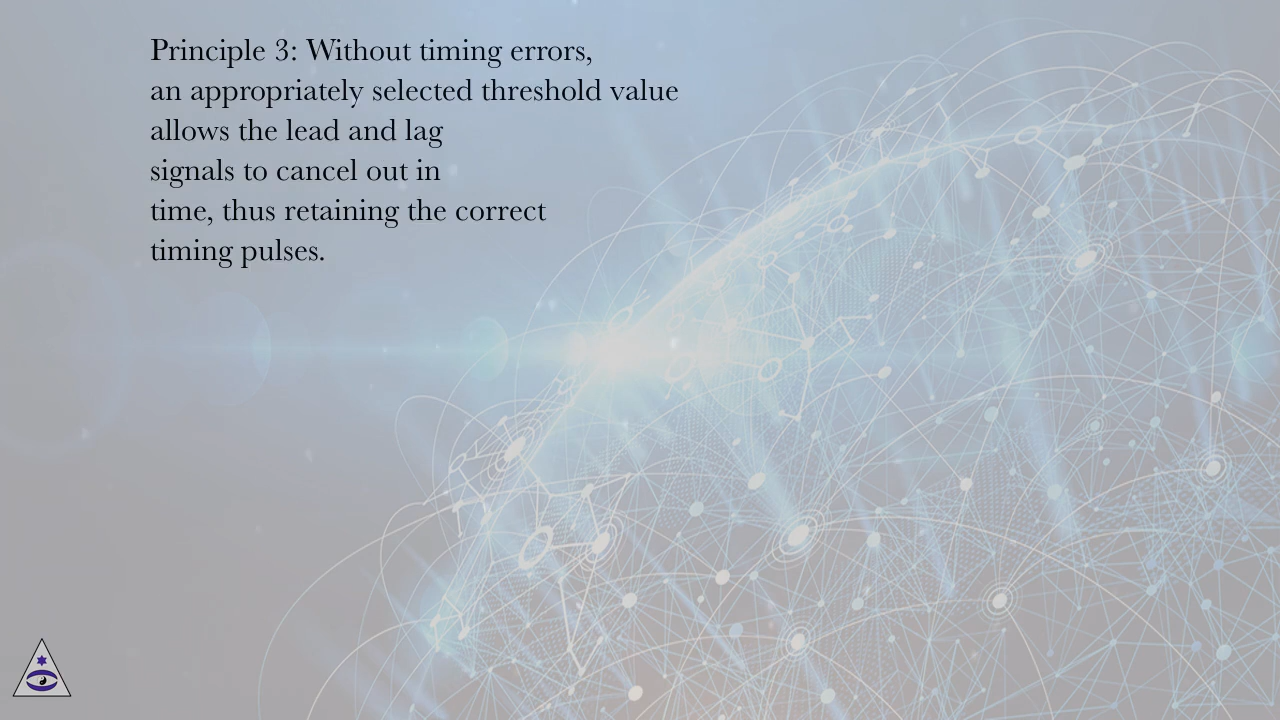 Principle 3: Without timing errors,
an appropriately selected threshold value
allows the lead and lag
signals to cancel out in
time, thus retaining the correct
timing pulses.